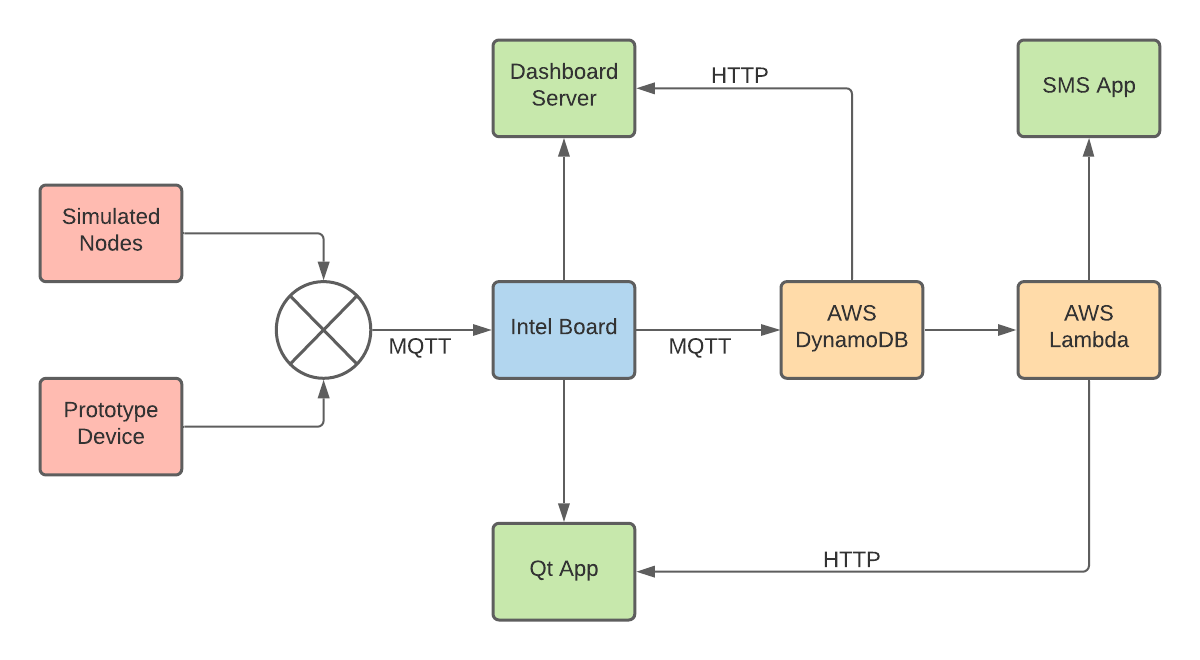 Dashboard
Server
HTTP
SMS App
Simulated
Nodes
MQTT
Intel Board
MQTT
AWS
DynamoDB
AWS
Lambda
Prototype
Device
Qt App
HTTP